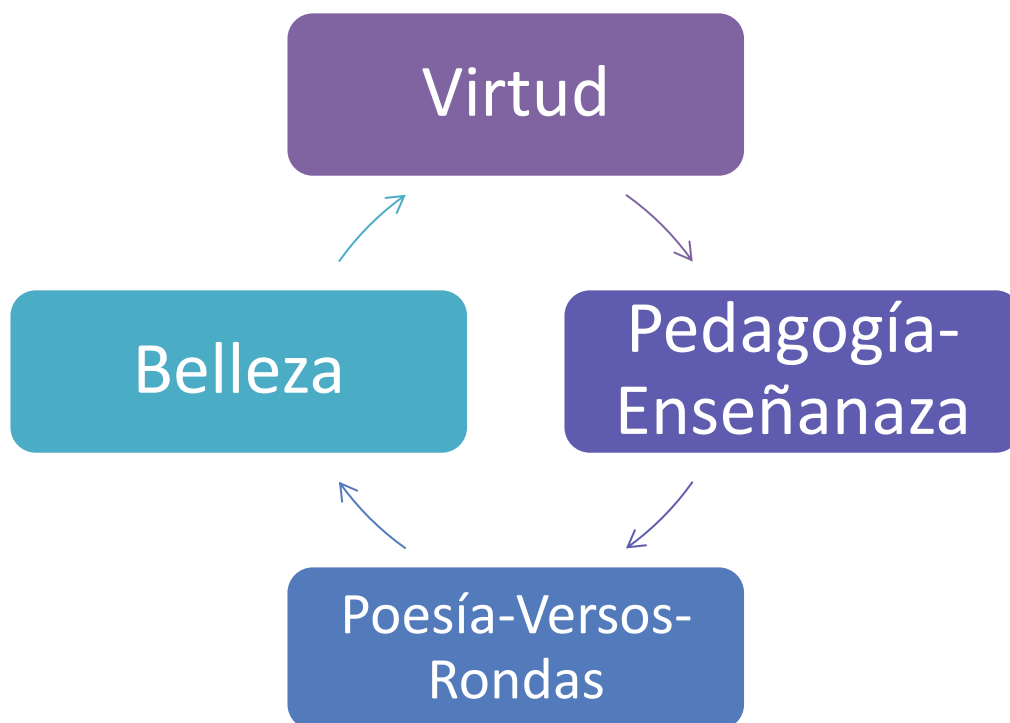 Virtud
Belleza
Pedagogía-
Enseñanaza
Poesía-Versos-
Rondas